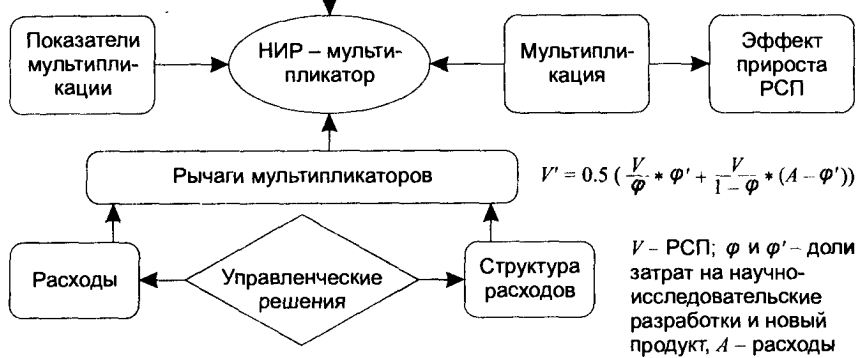 Показатели
мультипли-
кации
НИР – мульти-
пликатор
Мультипли-
кация
Эффект
прироста
РСП
Рычаги мультипликаторов
V' = 0.5 ( V/φ * φ' + V/1 – φ * (A – φ'))
Расходы
Управленческие
решения
Структура
расходов
V – РСП; φ и φ' – доли
затрат на научно-
исследовательские
разработки и новый
продукт, A – расходы